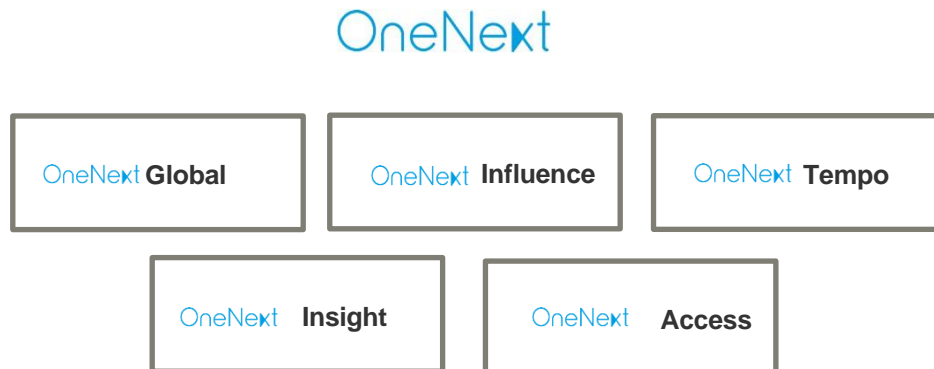 OneNext
OneNext Global
OneNext Influence
OneNext Tempo
OneNext Insight
OneNext Access